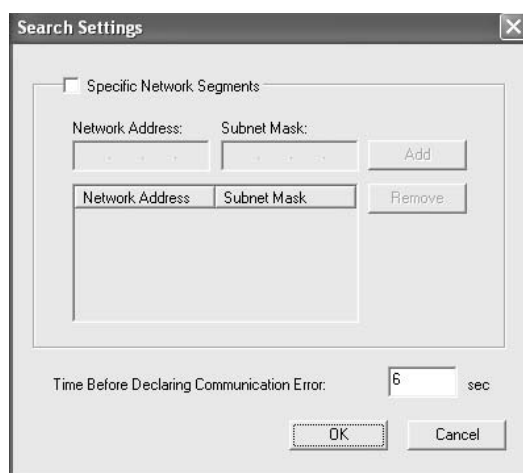 Search Settings
Specific Network Segments
Network Address: Subnet Mask:
Add
Network Address Subnet Mask
Remove
Time Before Declaring Communication Error: 6 sec
OK Cancel